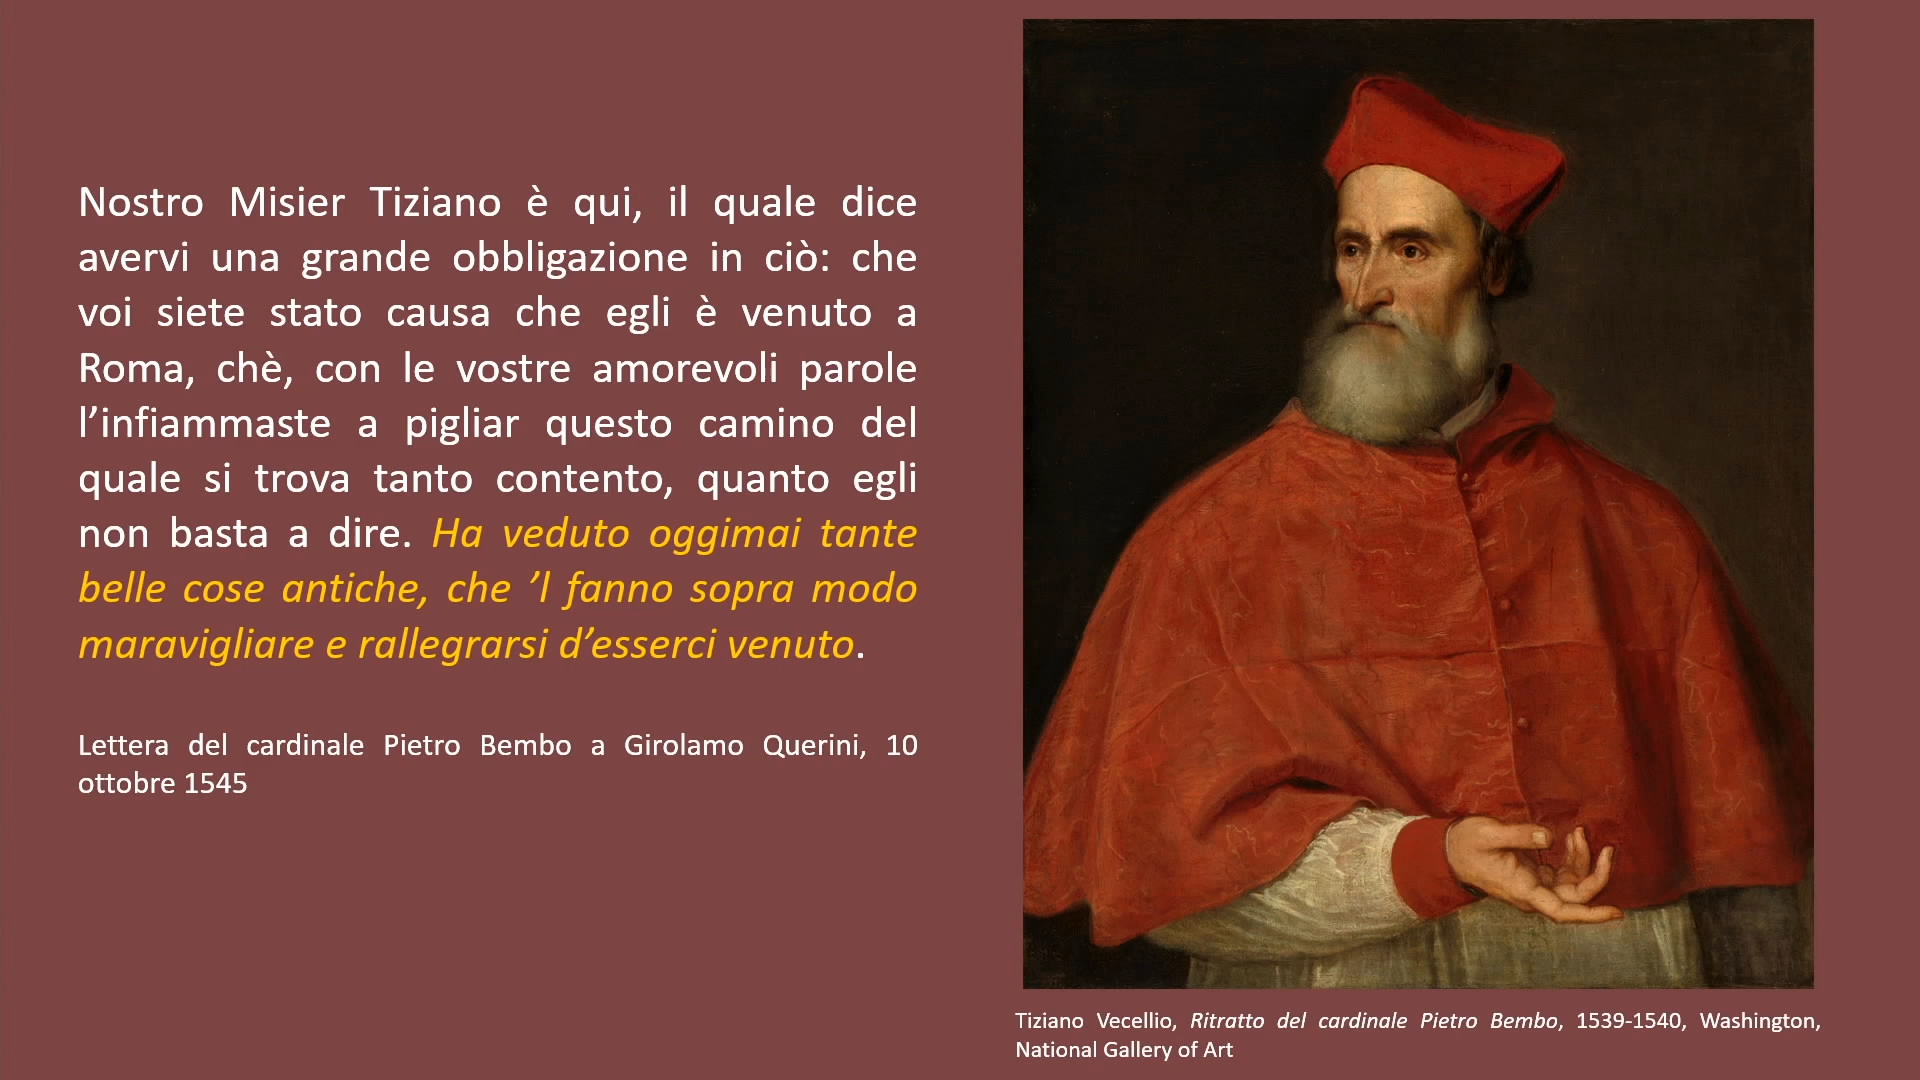 Nostro Misier Tiziano è qui, il quale dice
avervi una grande obbligazione in ciò: che
voi siete stato causa che egli è venuto a
Roma, chè, con le vostre amorevoli parole
l’infiammaste a pigliar questo camino del
quale si trova tanto contento, quanto egli
non basta a dire. Ha veduto oggimai tante
belle cose antiche, che ’l fanno sopra modo
maravigliare e rallegrarsi d’esserci venuto.
Lettera del cardinale Pietro Bembo a Girolamo Querini, 10
ottobre 1545
Tiziano Vecellio, Ritratto del cardinale Pietro Bembo, 1539-1540, Washington,
National Gallery of Art